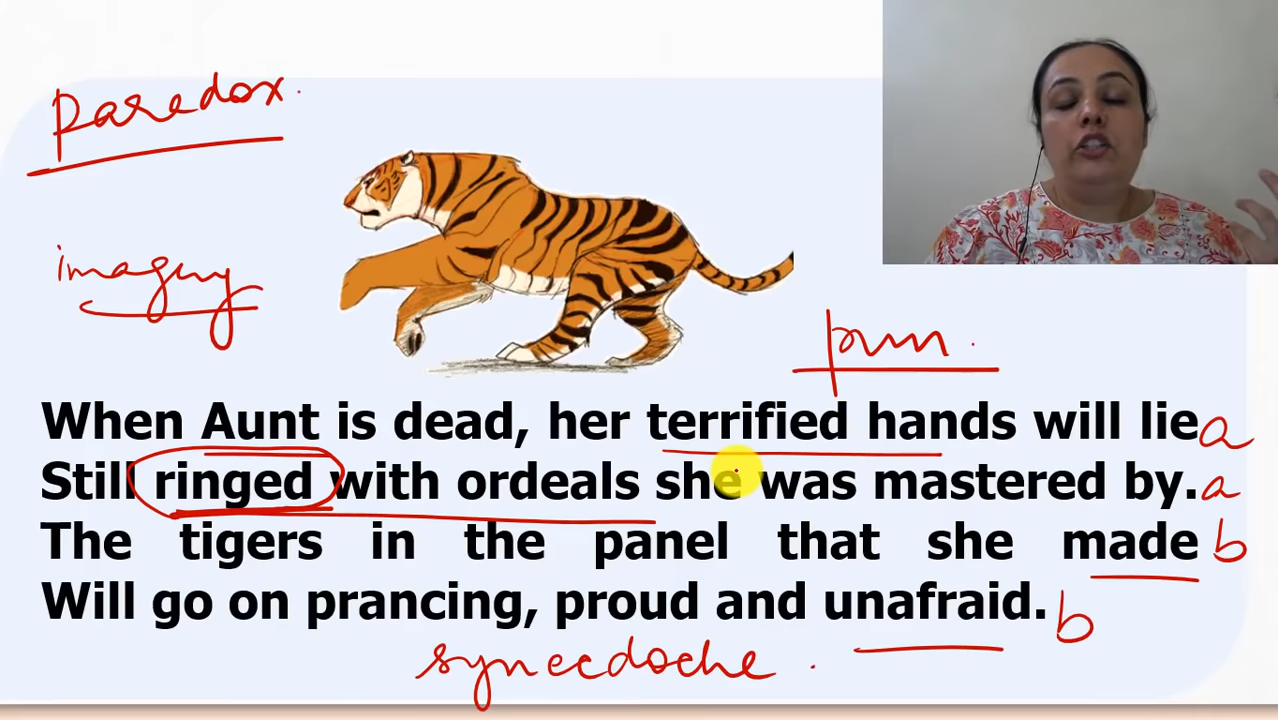 Paredox.
imagery
pun.
When Aunt is dead, her terrified hands will lie a
Still ringed with ordeals she was mastered by. a
The tigers in the panel that she made b
Will go on prancing, proud and unafraid. b
synecdoche.